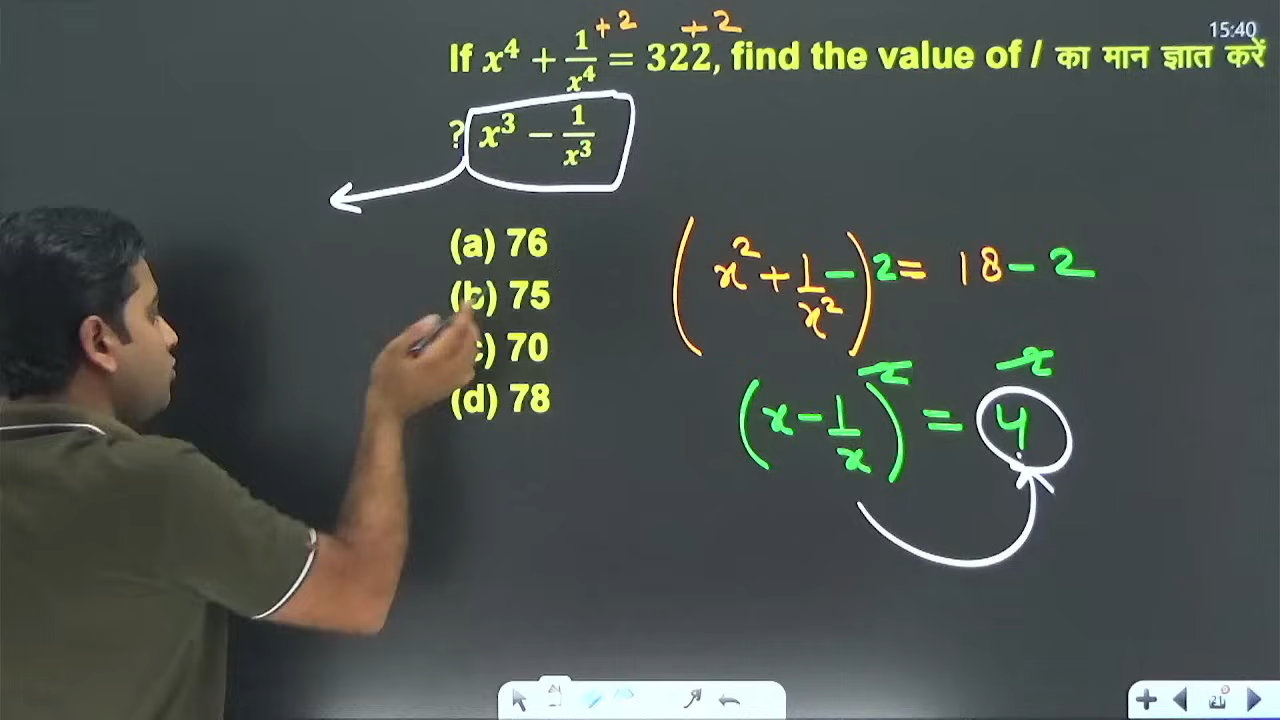 15:40
+2 +2
If x⁴ + 1/x⁴ = 322, find the value of / का मान ज्ञात करें
? x³ − 1/x³
(a) 76
(b) 75
(c) 70
(d) 78
(x² + 1/x²) − 2 = 18 − 2
(x − 1/x)² = 4²